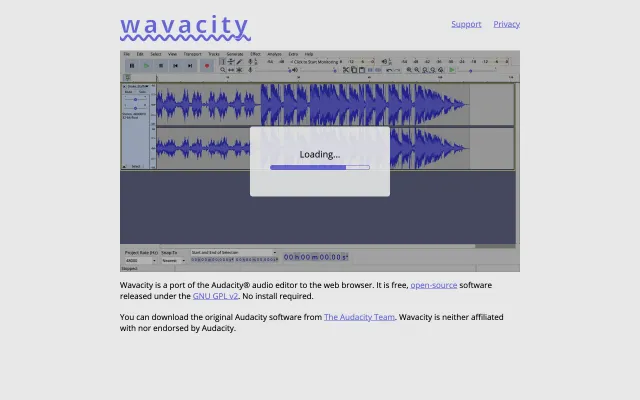 wavacity
Support Privacy
File Edit Select View Transport Tracks Generate Effect Analyze Extra Help
Click to Start Monitoring
Loading...
Project Rate (Hz) Snap-To Start and End of Selection
00 h 00 m 00.00 s
Stopped.
Wavacity is a port of the Audacity® audio editor to the web browser. It is free, open-source software
released under the GNU GPL v2. No install required.
You can download the original Audacity software from The Audacity Team. Wavacity is neither affiliated
with nor endorsed by Audacity.